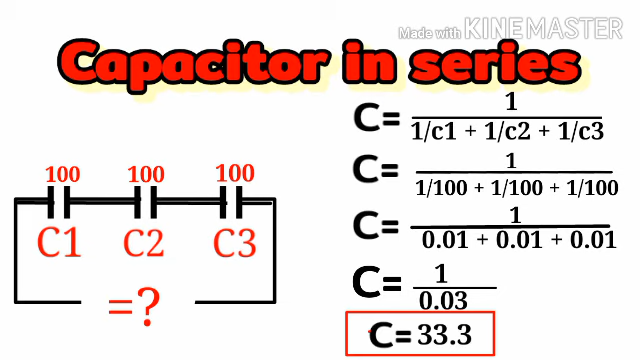 Made with KINEMASTER
Capacitor in series
C= 1
1/c1 + 1/c2 + 1/c3
C= 1
1/100 + 1/100 + 1/100
C= 1
0.01 + 0.01 + 0.01
C= 1
0.03
C= 33.3
100 100 100
C1 C2 C3
=?